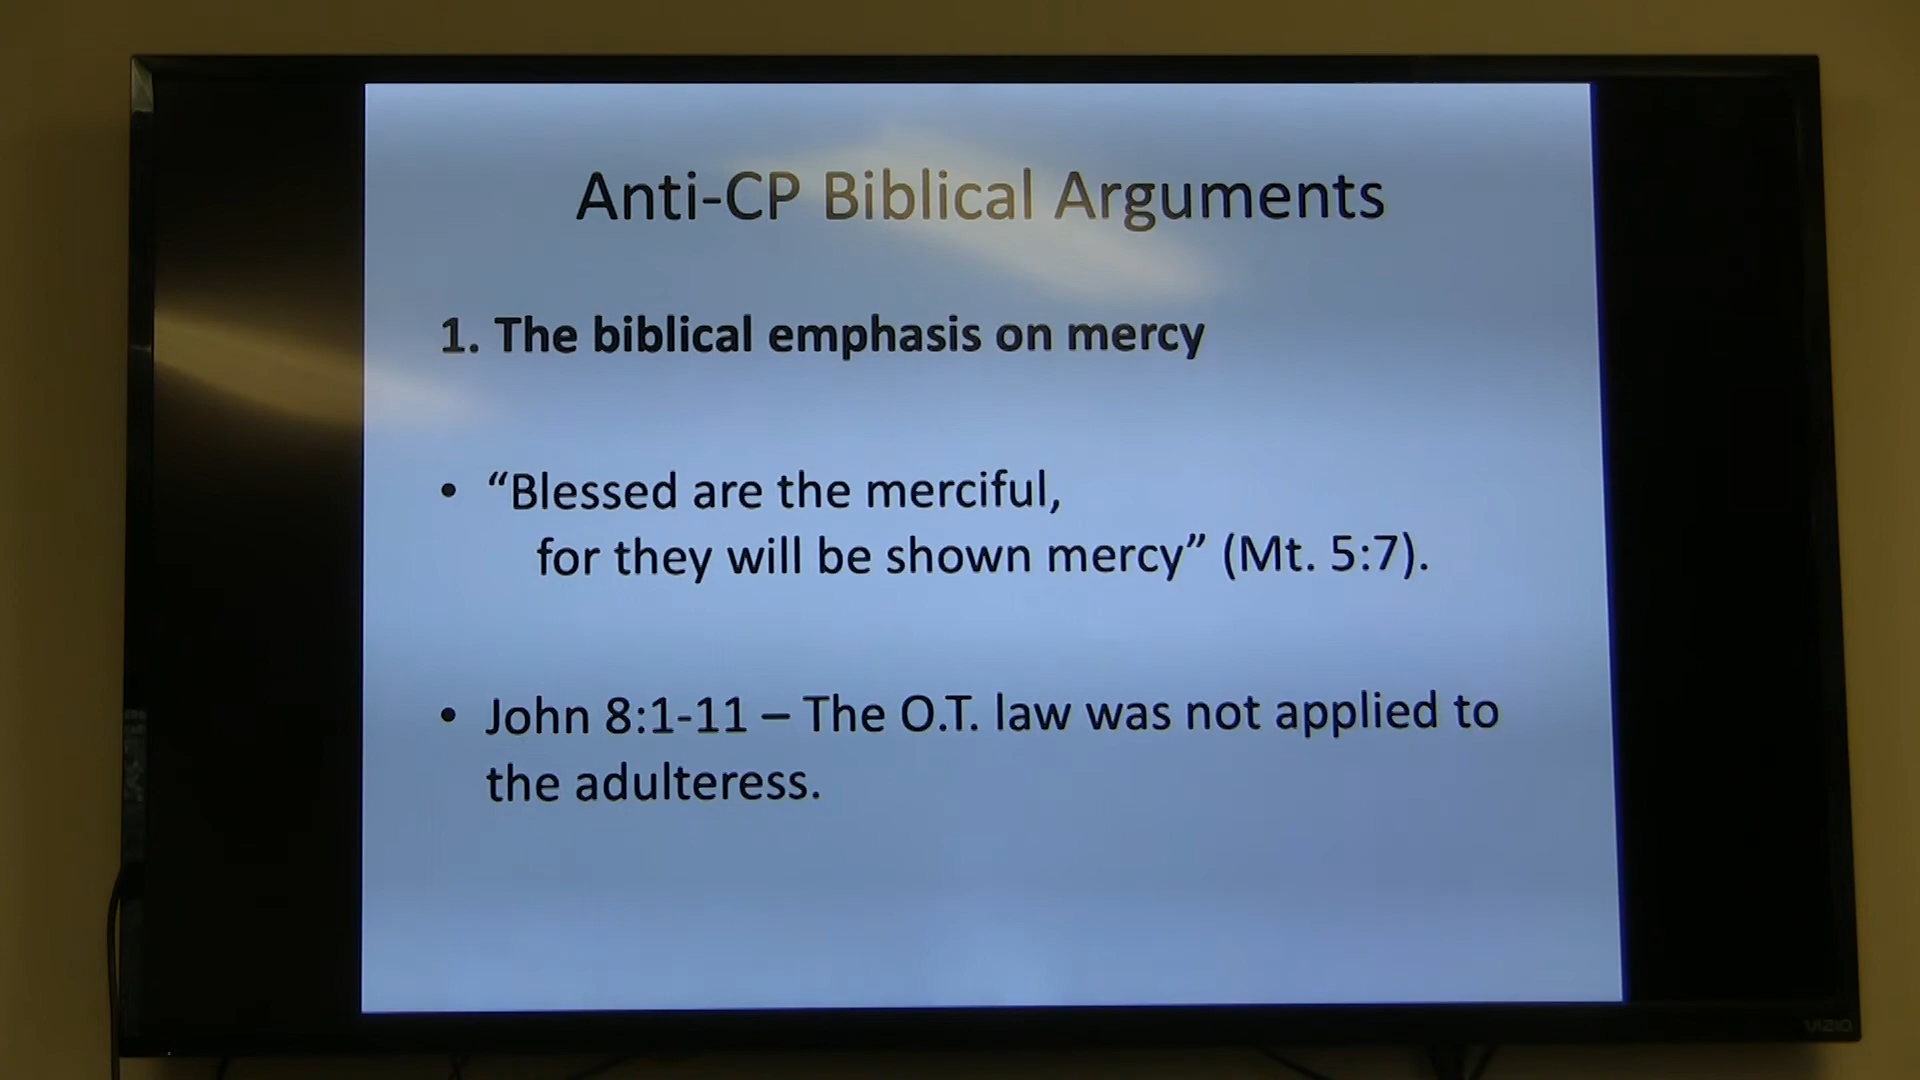 Anti-CP Biblical Arguments
1. The biblical emphasis on mercy
• “Blessed are the merciful,
for they will be shown mercy” (Mt. 5:7).
• John 8:1-11 – The O.T. law was not applied to
the adulteress.
VIZIO